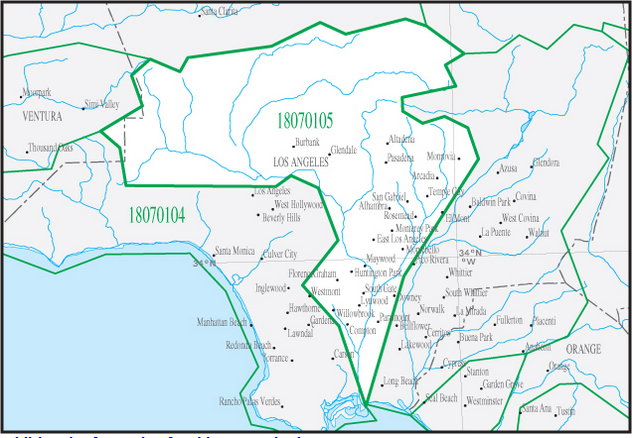 Santa Clarita
Moorpark
Simi Valley
VENTURA
Thousand Oaks
18070105
Burbank
Glendale
LOS ANGELES
Altadena
Pasadena
Monrovia
Arcadia
Azusa
Glendora
18070104
Los Angeles
West Hollywood
Beverly Hills
San Gabriel
Temple City
Alhambra
Rosemead
El Monte
Baldwin Park
Covina
West Covina
La Puente
Walnut
Monterey Park
East Los Angeles
Montebello
Santa Monica
Culver City
34°N
Maywood
Pico Rivera
34°N
°W
Florence-Graham
Huntington Park
Whittier
Inglewood
Westmont
South Gate
Lynwood
Downey
South Whittier
Hawthorne
Willowbrook
Norwalk
La Mirada
Manhattan Beach
Gardena
Paramount
Bellflower
Fullerton
Placenti
Lawndal
Compton
Cerritos
Buena Park
Redondo Beach
Lakewood
Anaheim
ORANGE
Torrance
Carson
Cypress
Stanton
Orange
Long Beach
Garden Grove
Rancho Palos Verdes
Seal Beach
Westminster
Santa Ana
Tustin